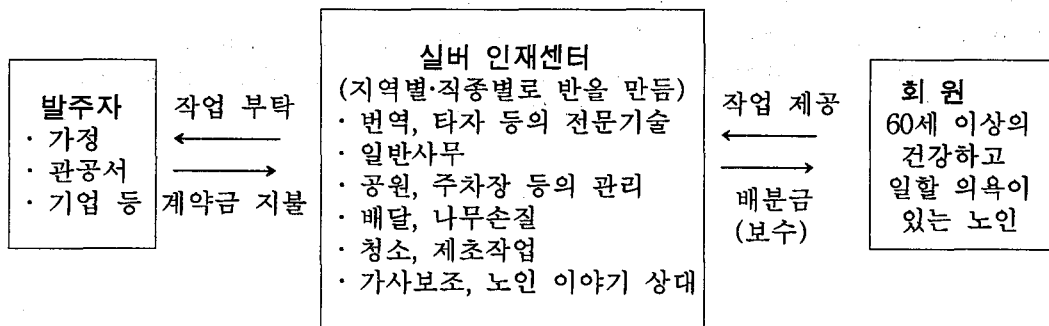 발주자
· 가정
· 관공서
· 기업 등
작업 부탁
계약금 지불
실버 인재센터
(지역별·직종별로 반을 만듬)
· 번역, 타자 등의 전문기술
· 일반사무
· 공원, 주차장 등의 관리
· 배달, 나무손질
· 청소, 제초작업
· 가사보조, 노인 이야기 상대
작업 제공
배분금
(보수)
회 원
60세 이상의
건강하고
일할 의욕이
있는 노인